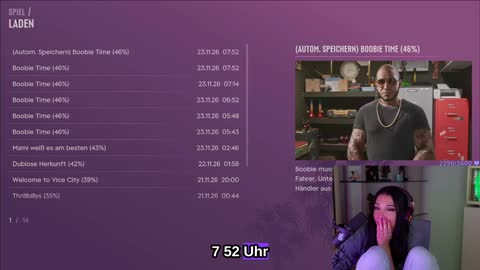 SPIEL /
LADEN
(Autom. Speichern) Boobie Time (46%) 23.11.26 07:52
Boobie Time (46%) 23.11.26 07:52
Boobie Time (46%) 23.11.26 07:14
Boobie Time (46%) 23.11.26 06:52
Boobie Time (46%) 23.11.26 05:48
Boobie Time (46%) 23.11.26 05:43
Mami weiß es am besten (43%) 23.11.26 02:46
Dubiose Herkunft (42%) 22.11.26 01:58
Welcome to Vice City (39%) 21.11.26 20:00
Thrillbillys (35%) 21.11.26 00:44
1 / 14
(AUTOM. SPEICHERN) BOOBIE TIME (46%)
Boobie mus
Fahrer. Unte
Händler aus
7 52 Uhr